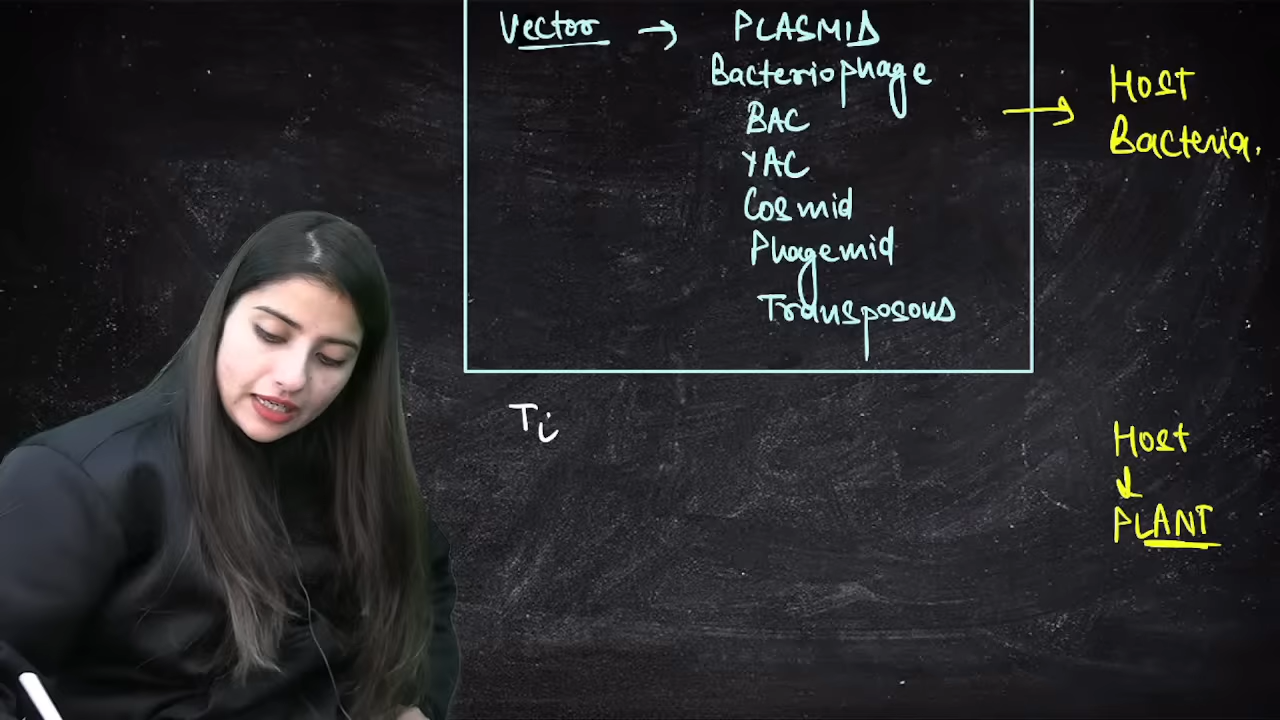 Vector → PLASMID
Bacteriophage
BAC
YAC
Cosmid
Phagemid
Transposons
→ Host
Bacteria.
Ti
Host
↓
PLANT